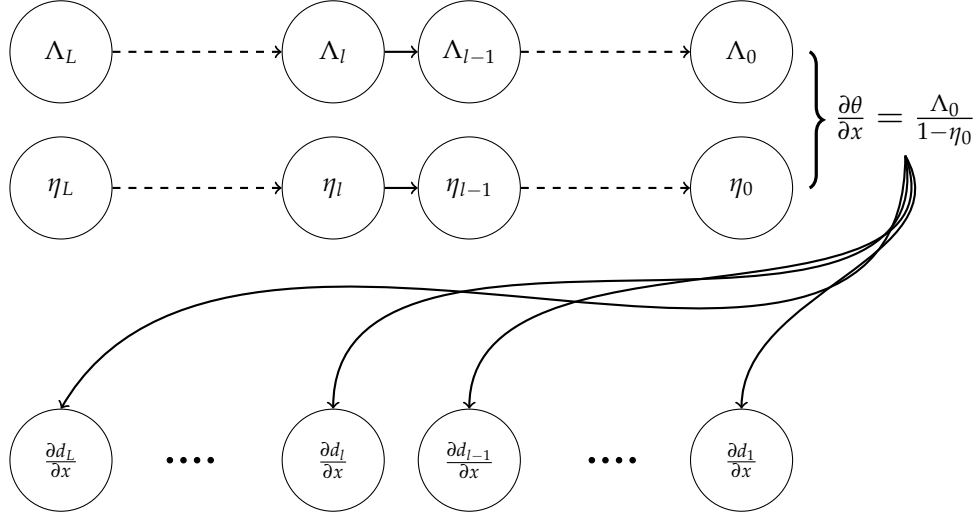 Λ_L Λ_l Λ_{l−1} Λ_0
∂θ/∂x = Λ_0/(1−η_0)
η_L η_l η_{l−1} η_0
∂d_L/∂x •••• ∂d_l/∂x ∂d_{l−1}/∂x •••• ∂d_1/∂x